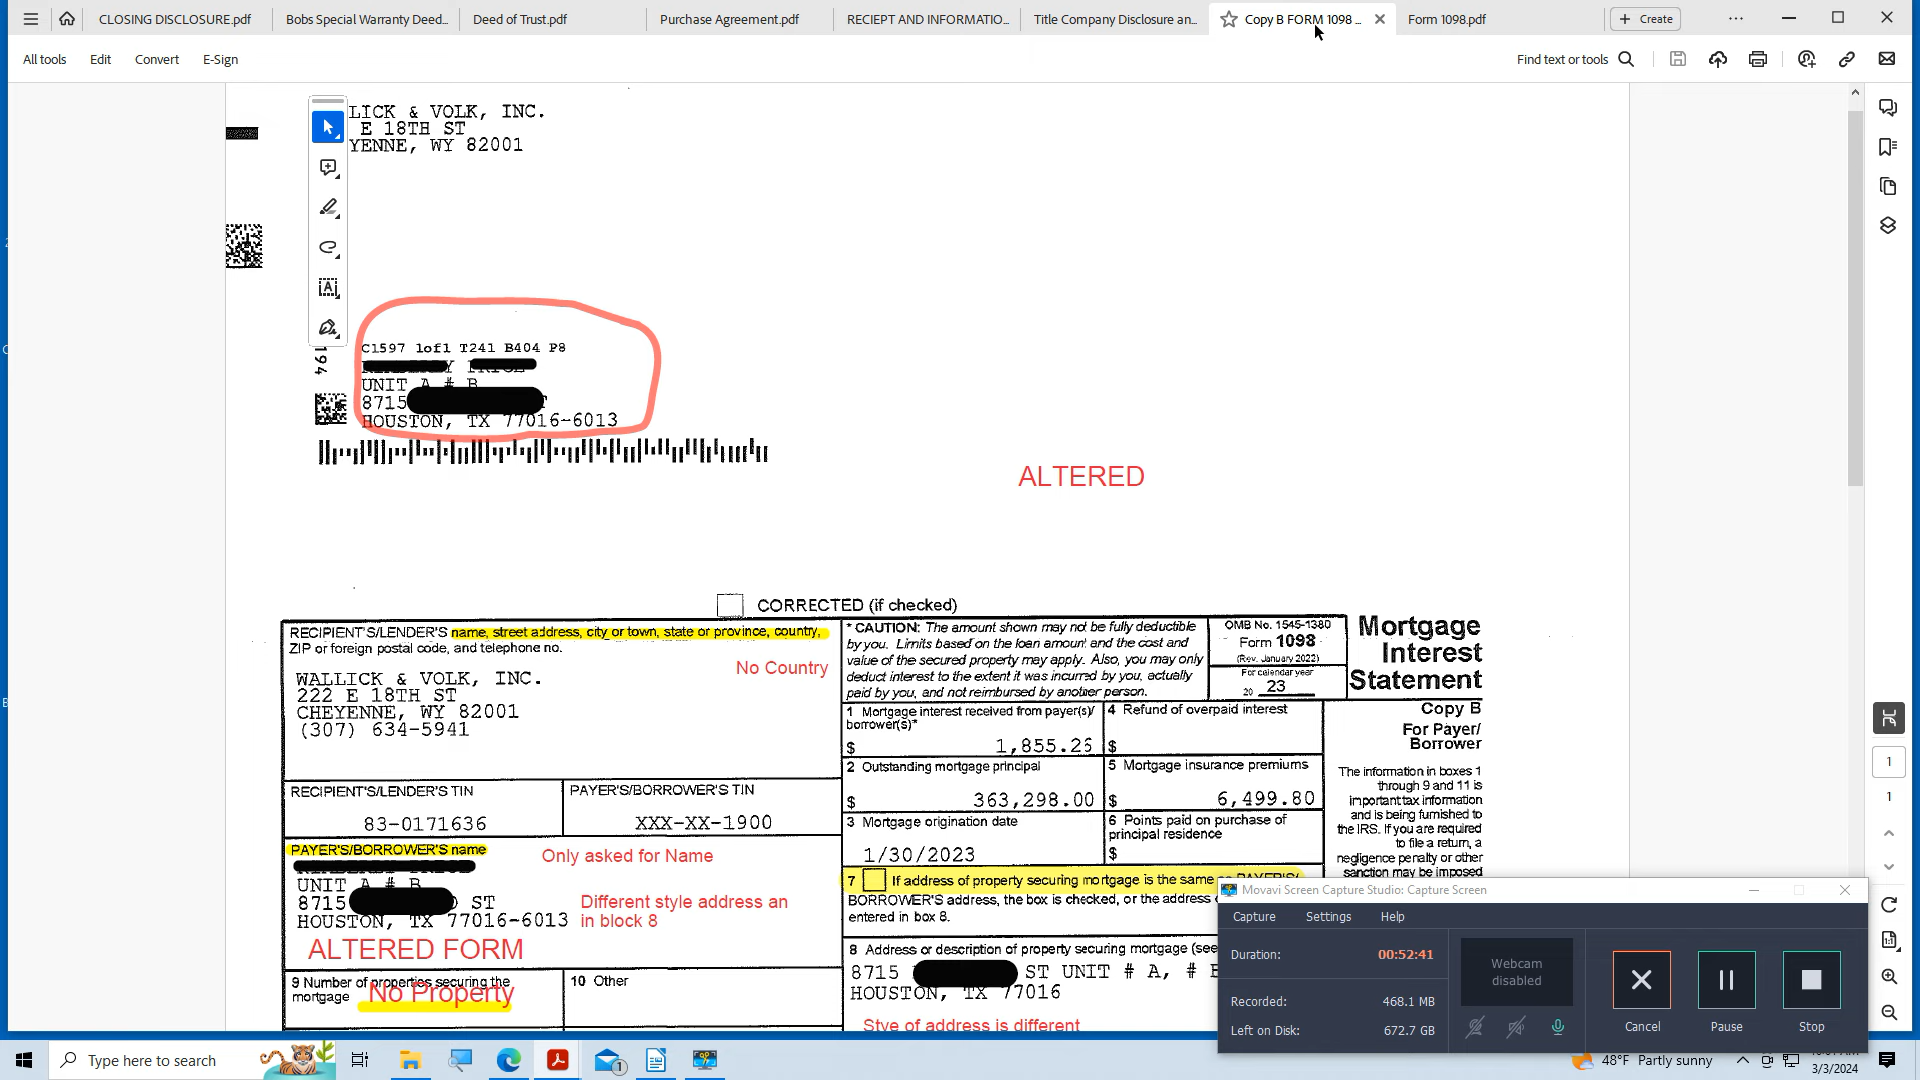 CLOSING DISCLOSURE.pdf
Bobs Special Warranty Deed...
Deed of Trust.pdf
Purchase Agreement.pdf
RECIEPT AND INFORMATIO...
Title Company Disclosure an...
Copy B FORM 1098 ...
Form 1098.pdf
Create
All tools
Edit
Convert
E-Sign
Find text or tools
LICK & VOLK, INC.
E 18TH ST
YENNE, WY 82001
194
C1597 1of1 T241 B404 P8
UNIT A # B
8715
HOUSTON, TX 77016-6013
ALTERED
CORRECTED (if checked)
RECIPIENT'S/LENDER'S name, street address, city or town, state or province, country,
ZIP or foreign postal code, and telephone no.
No Country
WALLICK & VOLK, INC.
222 E 18TH ST
CHEYENNE, WY 82001
(307) 634-5941
* CAUTION: The amount shown may not be fully deductible
by you. Limits based on the loan amount and the cost and
value of the secured property may apply. Also, you may only
deduct interest to the extent it was incurred by you, actually
paid by you, and not reimbursed by another person.
OMB No. 1545-1380
Form 1098
(Rev. January 2022)
For calendar year
20 23
Mortgage
Interest
Statement
1 Mortgage interest received from payer(s)/
borrower(s)*
$ 1,855.26
4 Refund of overpaid interest
$
Copy B
For Payer/
Borrower
2 Outstanding mortgage principal
$ 363,298.00
5 Mortgage insurance premiums
$ 6,499.80
The information in boxes 1
through 9 and 11 is
important tax information
and is being furnished to
the IRS. If you are required
to file a return, a
negligence penalty or other
sanction may be imposed
RECIPIENT'S/LENDER'S TIN
83-0171636
PAYER'S/BORROWER'S TIN
XXX-XX-1900
3 Mortgage origination date
1/30/2023
6 Points paid on purchase of
principal residence
$
PAYER'S/BORROWER'S name
Only asked for Name
UNIT A # B
8715 ST
HOUSTON, TX 77016-6013
Different style address an
in block 8
ALTERED FORM
7 If address of property securing mortgage is the same
BORROWER'S address, the box is checked, or the address
entered in box 8.
8 Address or description of property securing mortgage (see
8715 ST UNIT # A, #
HOUSTON, TX 77016
Stye of address is different
9 Number of properties securing the
mortgage
No Property
10 Other
1
1
Movavi Screen Capture Studio: Capture Screen
Capture
Settings
Help
Duration:
00:52:41
Recorded:
468.1 MB
Left on Disk:
672.7 GB
Webcam
disabled
Cancel
Pause
Stop
Type here to search
1
48°F Partly sunny
3/3/2024